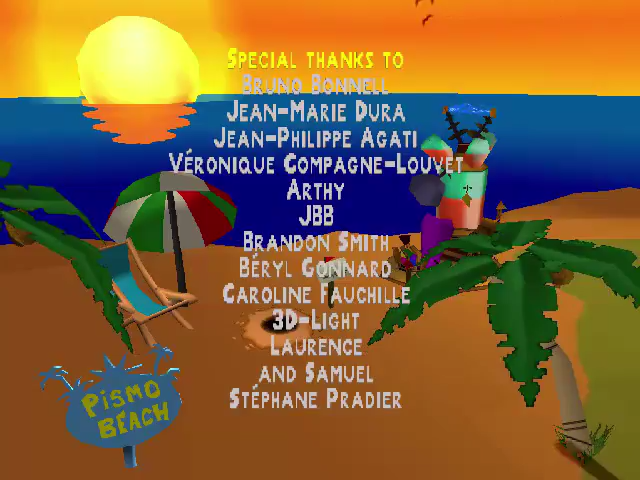 Special thanks to
Bruno Bonnell
Jean-Marie Dura
Jean-Philippe Agati
Véronique Compagne-Louvet
Arthy
JBB
Brandon Smith
Béryl Gonnard
Caroline Fauchille
3D-Light
Laurence
and Samuel
Stéphane Pradier
Pismo
Beach